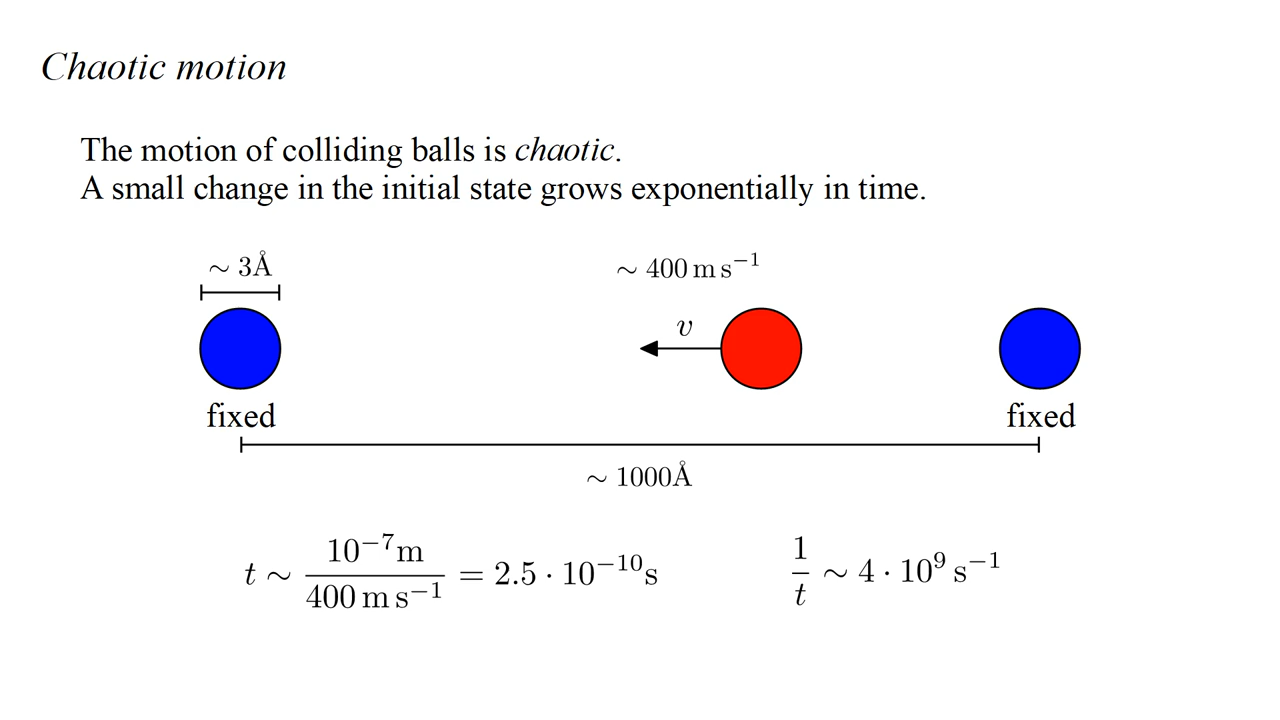 Chaotic motion
The motion of colliding balls is chaotic.
A small change in the initial state grows exponentially in time.
∼ 3Å
∼ 400 m s⁻¹
v
fixed
fixed
∼ 1000Å
t ∼ 10⁻⁷m / 400 m s⁻¹ = 2.5 · 10⁻¹⁰s
1/t ∼ 4 · 10⁹ s⁻¹